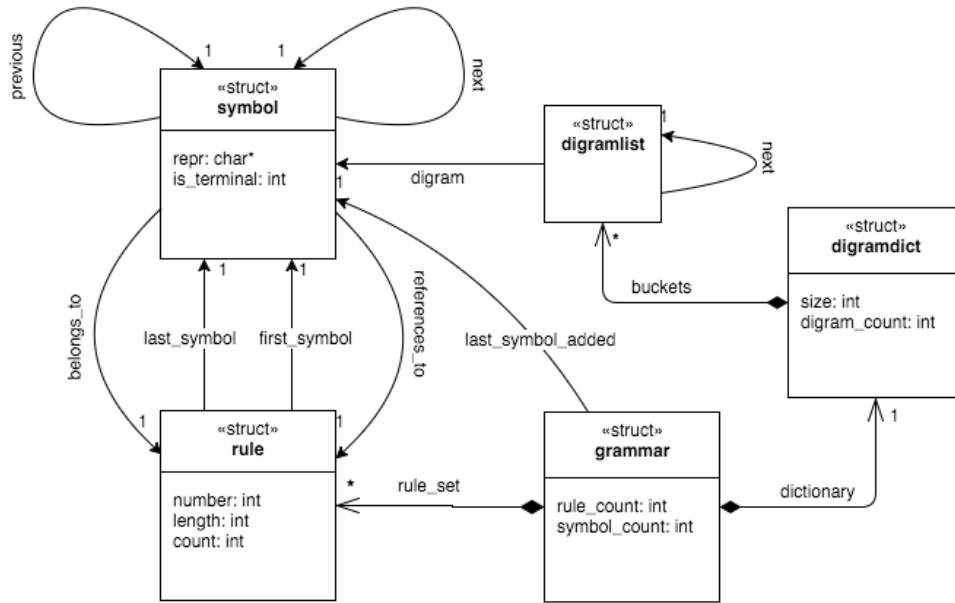 previous
1
1
next
«struct»
symbol
repr: char*
is_terminal: int
1
digram
«struct»
digramlist
1
next
*
buckets
«struct»
digramdict
size: int
digram_count: int
1
belongs_to
1
last_symbol
1
first_symbol
references_to
last_symbol_added
1
1
«struct»
rule
number: int
length: int
count: int
*
rule_set
«struct»
grammar
rule_count: int
symbol_count: int
dictionary